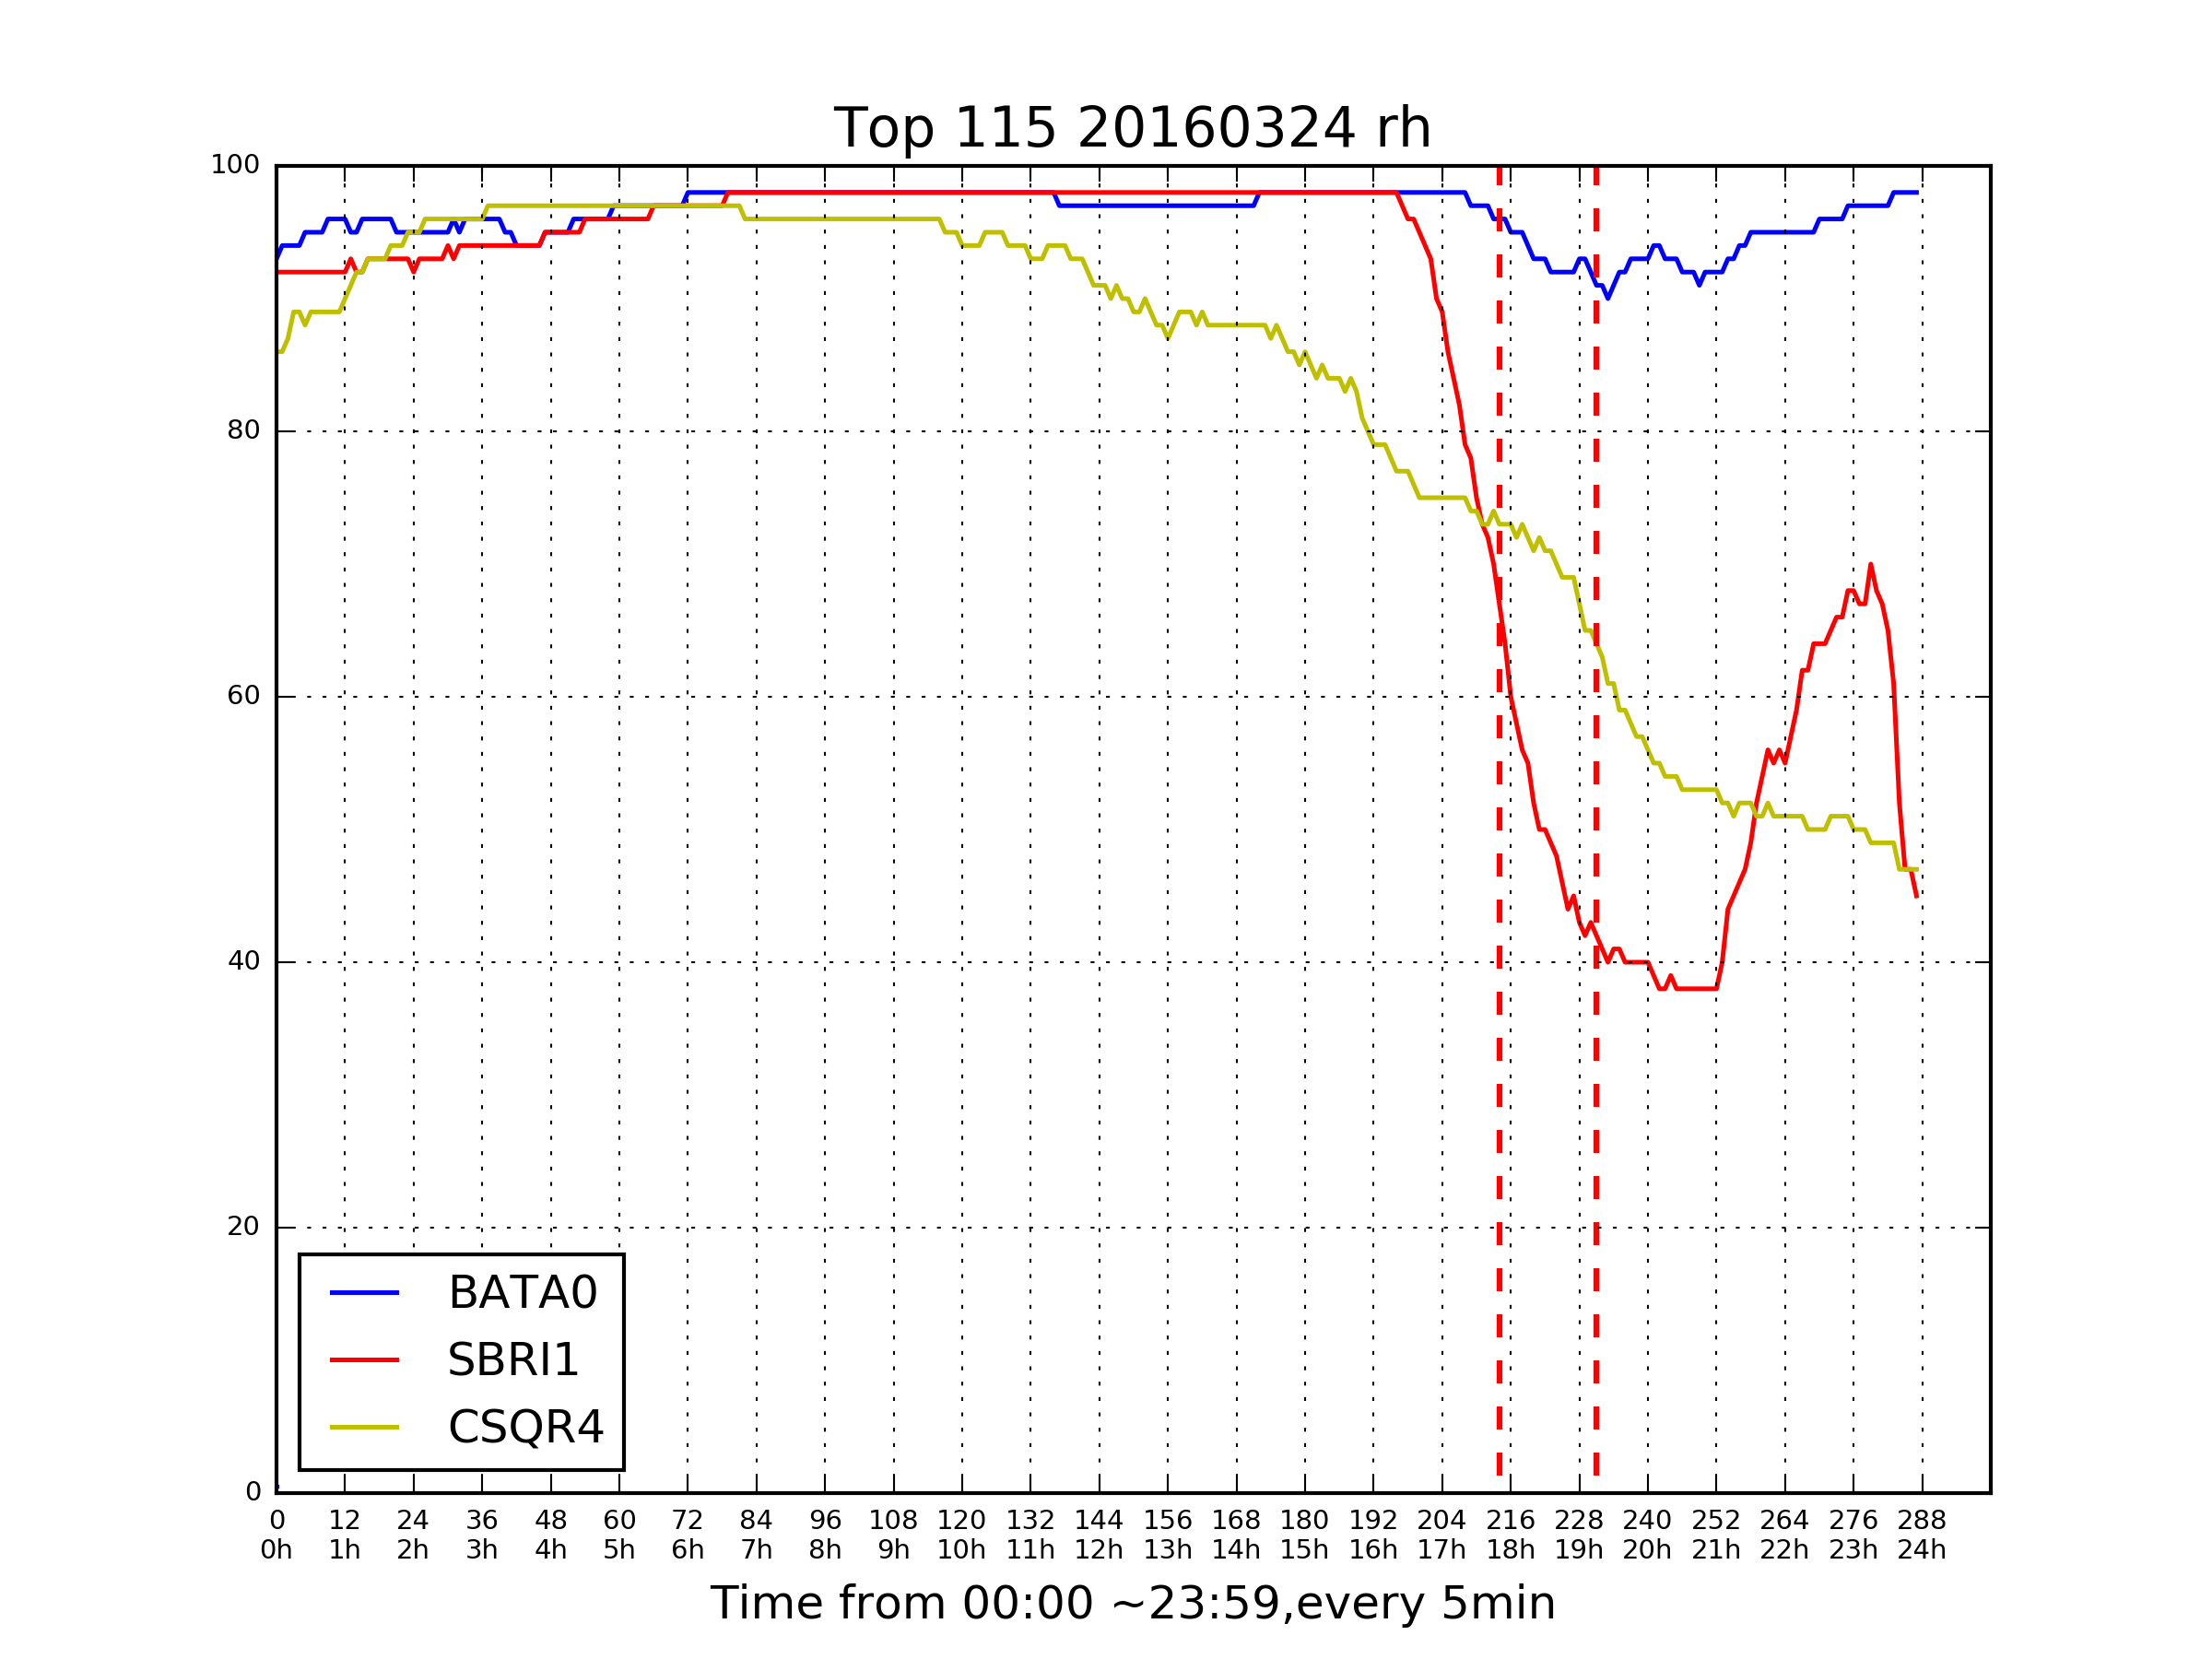 Top 115 20160324 rh
100
80
60
40
20
0
BATA0
SBRI1
CSQR4
0 12 24 36 48 60 72 84 96 108 120 132 144 156 168 180 192 204 216 228 240 252 264 276 288
0h 1h 2h 3h 4h 5h 6h 7h 8h 9h 10h 11h 12h 13h 14h 15h 16h 17h 18h 19h 20h 21h 22h 23h 24h
Time from 00:00 ~23:59,every 5min